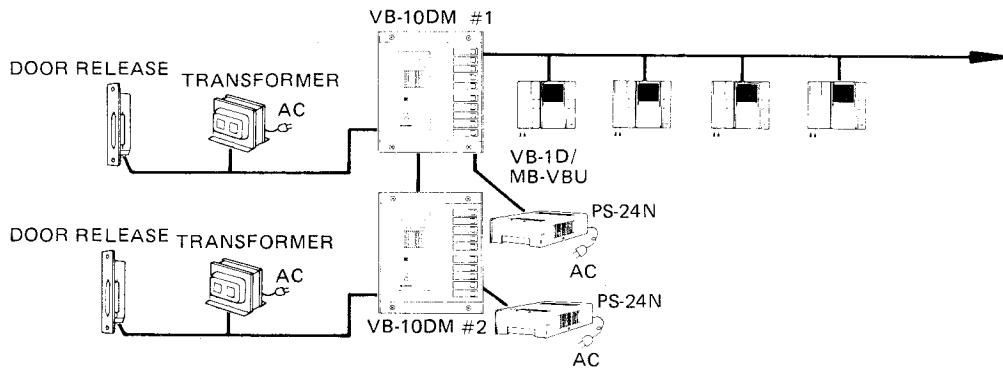 VB-10DM #1
DOOR RELEASE
TRANSFORMER
AC
VB-1D/
MB-VBU
PS-24N
AC
DOOR RELEASE
TRANSFORMER
AC
PS-24N
VB-10DM #2
AC